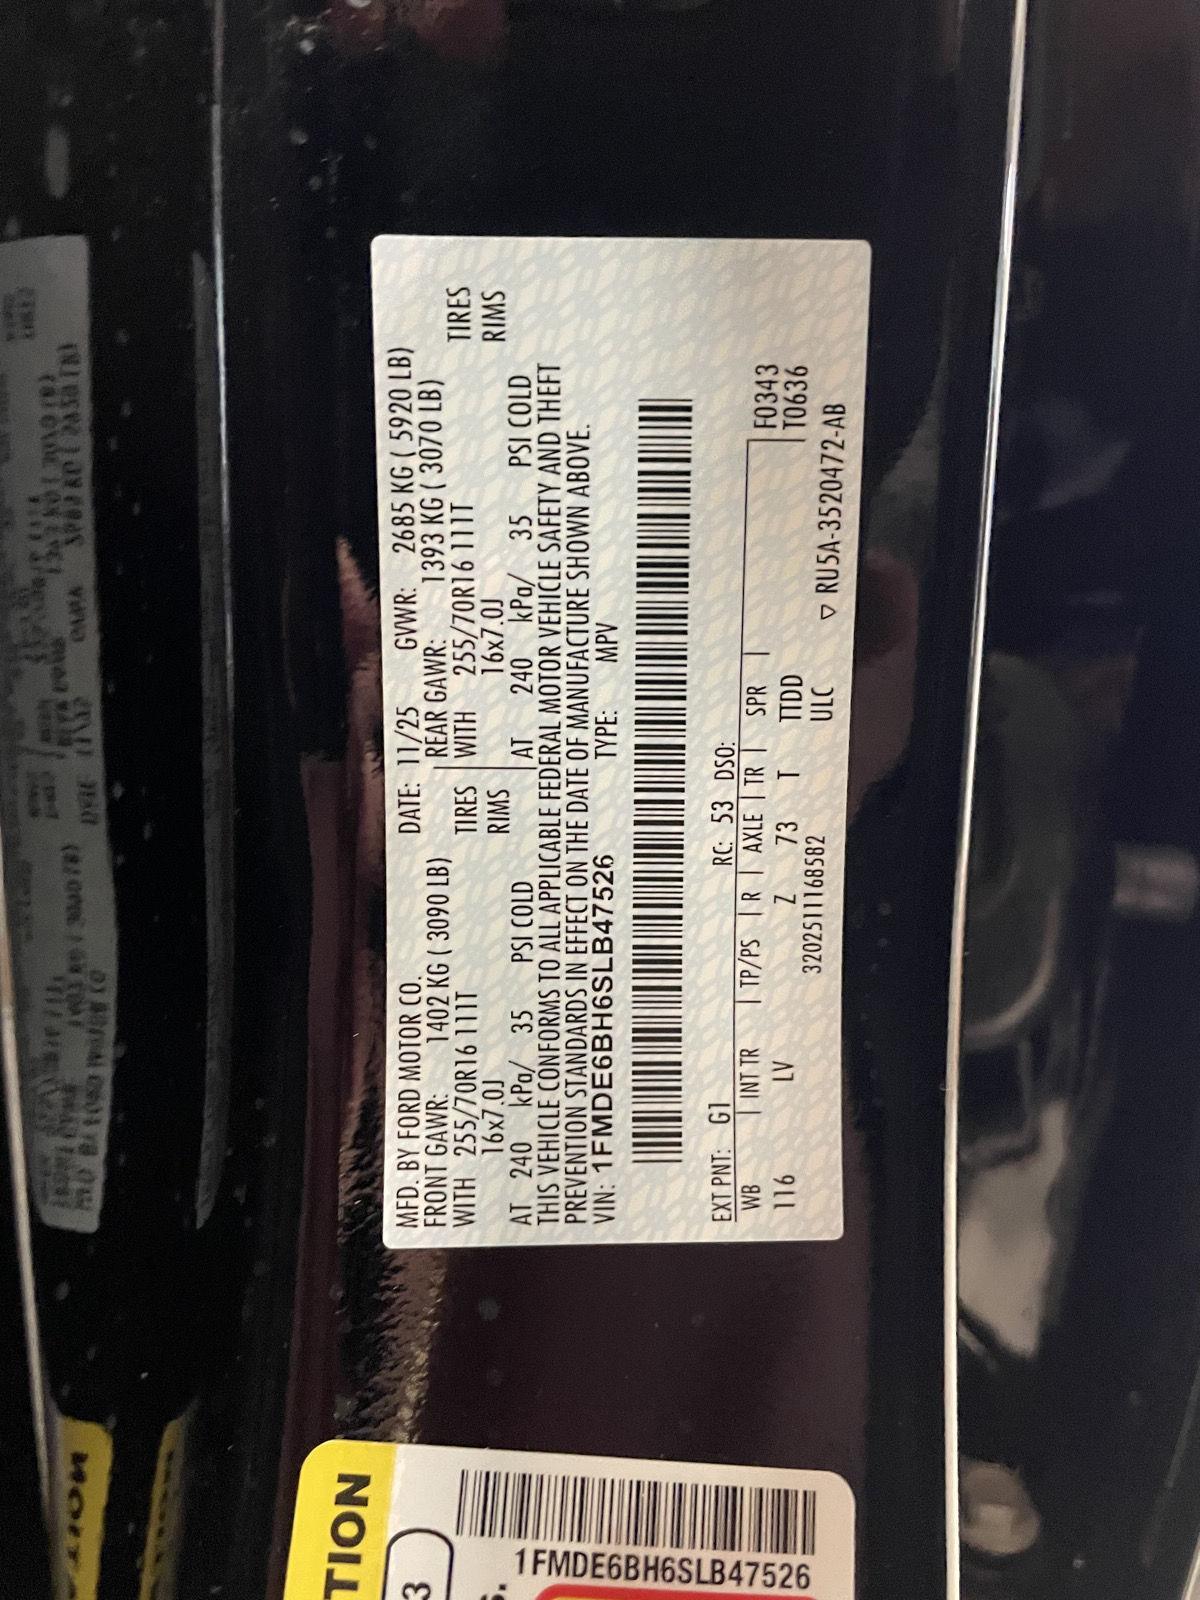 MFD. BY FORD MOTOR CO. DATE: 11/25 GVWR: 2685 KG ( 5920 LB)
FRONT GAWR: 1402 KG ( 3090 LB) REAR GAWR: 1393 KG ( 3070 LB)
WITH 255/70R16 111T TIRES WITH 255/70R16 111T TIRES
16x7.0J RIMS 16x7.0J RIMS
AT 240 kPa/ 35 PSI COLD AT 240 kPa/ 35 PSI COLD
THIS VEHICLE CONFORMS TO ALL APPLICABLE FEDERAL MOTOR VEHICLE SAFETY AND THEFT
PREVENTION STANDARDS IN EFFECT ON THE DATE OF MANUFACTURE SHOWN ABOVE.
VIN: 1FMDE6BH6SLB47526 TYPE: MPV
EXT PNT: G1 RC: 53 DSO:
WB | INT TR | TP/PS | R | AXLE | TR | SPR | F0343
116 LV Z 73 T TTDD T0636
3202511168582 ULC
▽ RU5A-3520472-AB
TION
3
S.
1FMDE6BH6SLB47526